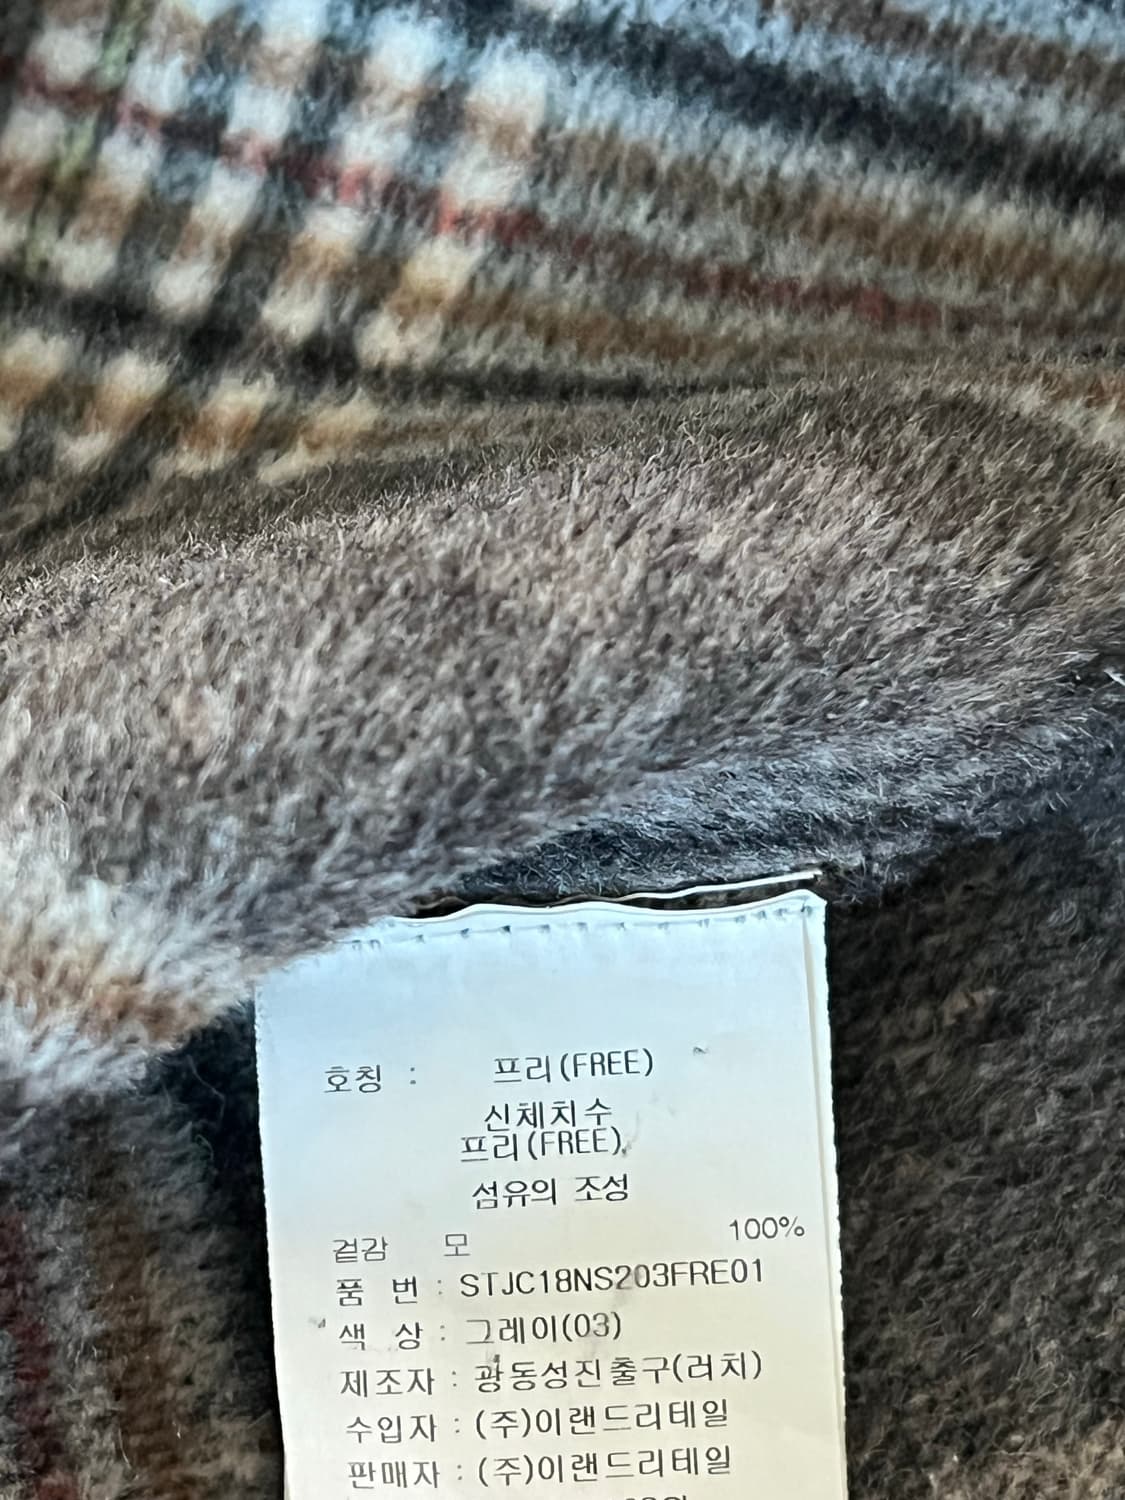 호칭 : 프리(FREE)
신체치수
프리(FREE)
섬유의 조성
겉감 모 100%
품 번 : STJC18NS203FRE01
색 상 : 그레이(03)
제조자 : 광동성진출구(러치)
수입자 : (주)이랜드리테일
판매자 : (주)이랜드리테일